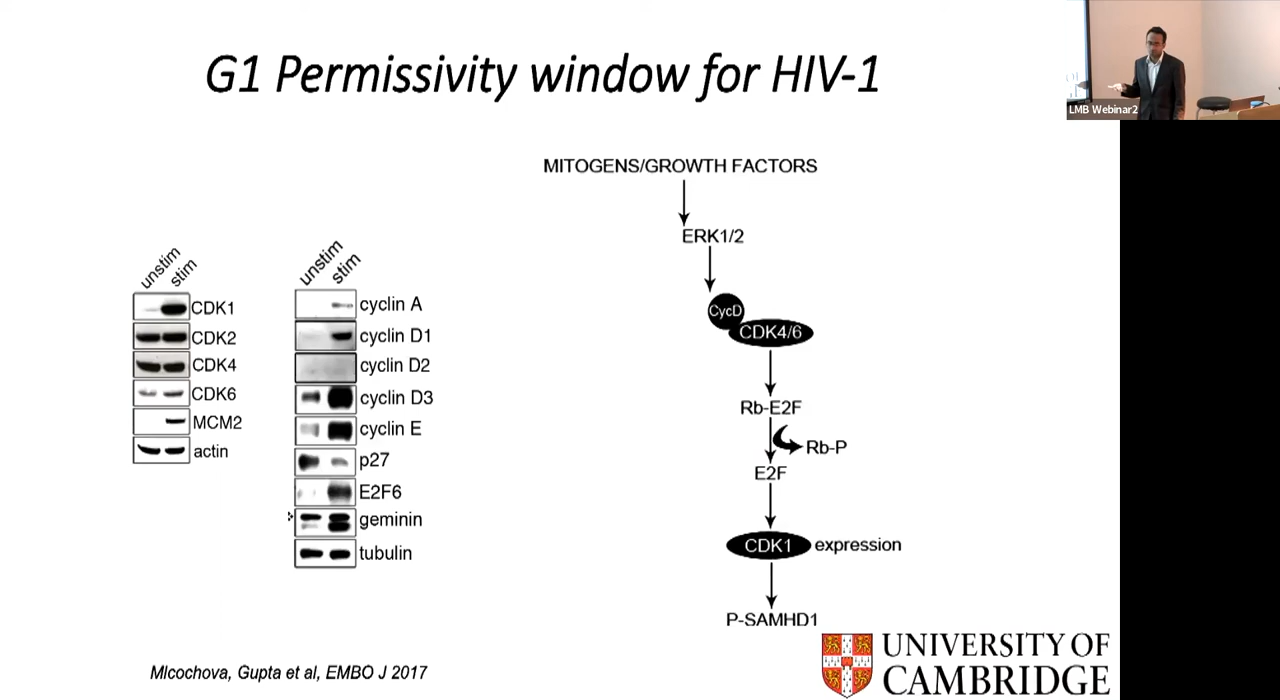 G1 Permissivity window for HIV-1
LMB Webinar2
unstim
stim
CDK1
CDK2
CDK4
CDK6
MCM2
actin
unstim
stim
cyclin A
cyclin D1
cyclin D2
cyclin D3
cyclin E
p27
E2F6
geminin
tubulin
MITOGENS/GROWTH FACTORS
ERK1/2
CycD
CDK4/6
Rb-E2F
Rb-P
E2F
CDK1 expression
P-SAMHD1
Mlcochova, Gupta et al, EMBO J 2017
UNIVERSITY OF
CAMBRIDGE